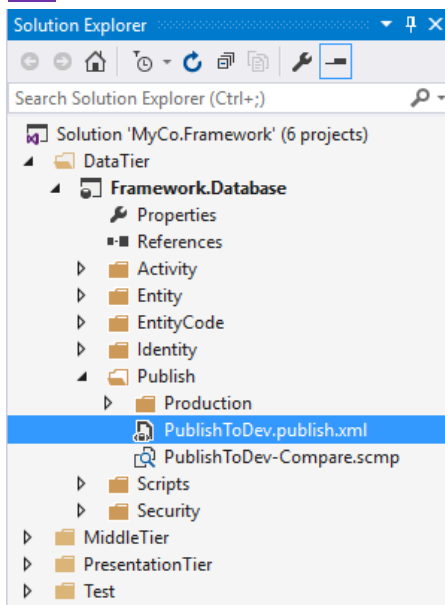 Solution Explorer
Search Solution Explorer (Ctrl+;)
Solution 'MyCo.Framework' (6 projects)
DataTier
Framework.Database
Properties
References
Activity
Entity
EntityCode
Identity
Publish
Production
PublishToDev.publish.xml
PublishToDev-Compare.scmp
Scripts
Security
MiddleTier
PresentationTier
Test